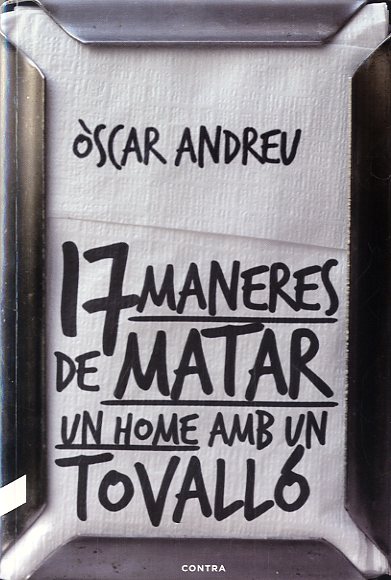 ÒSCAR ANDREU
17 MANERES
DE MATAR
UN HOME AMB UN
TOVALLÓ
CONTRA